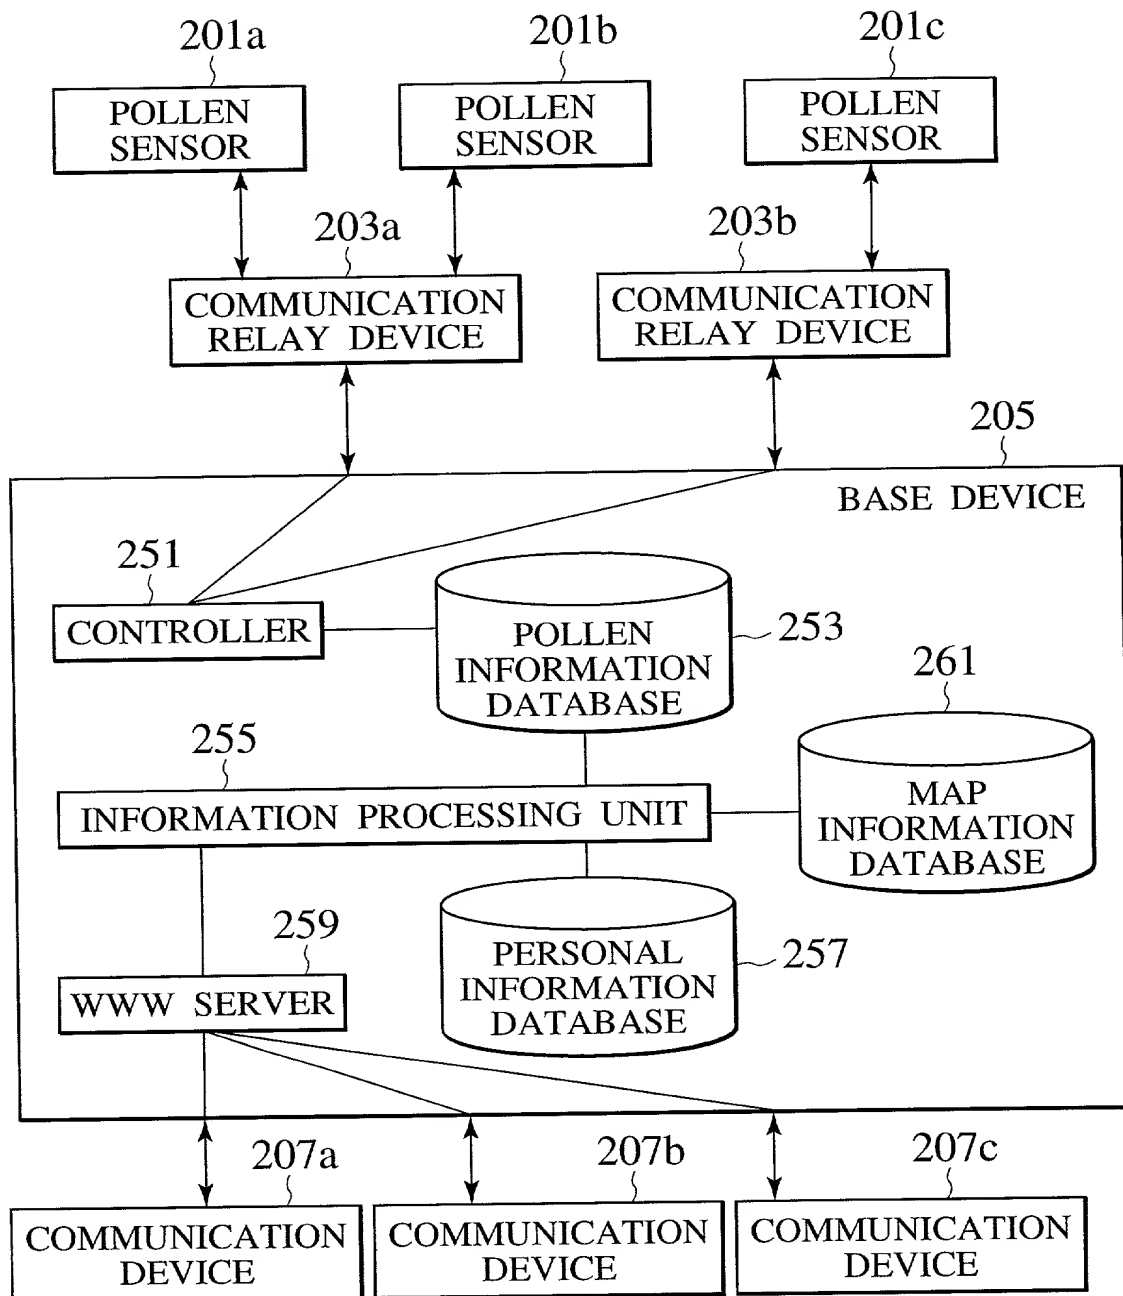 201a
201b
201c
POLLEN
SENSOR
POLLEN
SENSOR
POLLEN
SENSOR
203a
203b
COMMUNICATION
RELAY DEVICE
COMMUNICATION
RELAY DEVICE
205
BASE DEVICE
251
CONTROLLER
POLLEN
INFORMATION
DATABASE
253
261
255
INFORMATION PROCESSING UNIT
MAP
INFORMATION
DATABASE
259
WWW SERVER
PERSONAL
INFORMATION
DATABASE
257
207a
207b
207c
COMMUNICATION
DEVICE
COMMUNICATION
DEVICE
COMMUNICATION
DEVICE